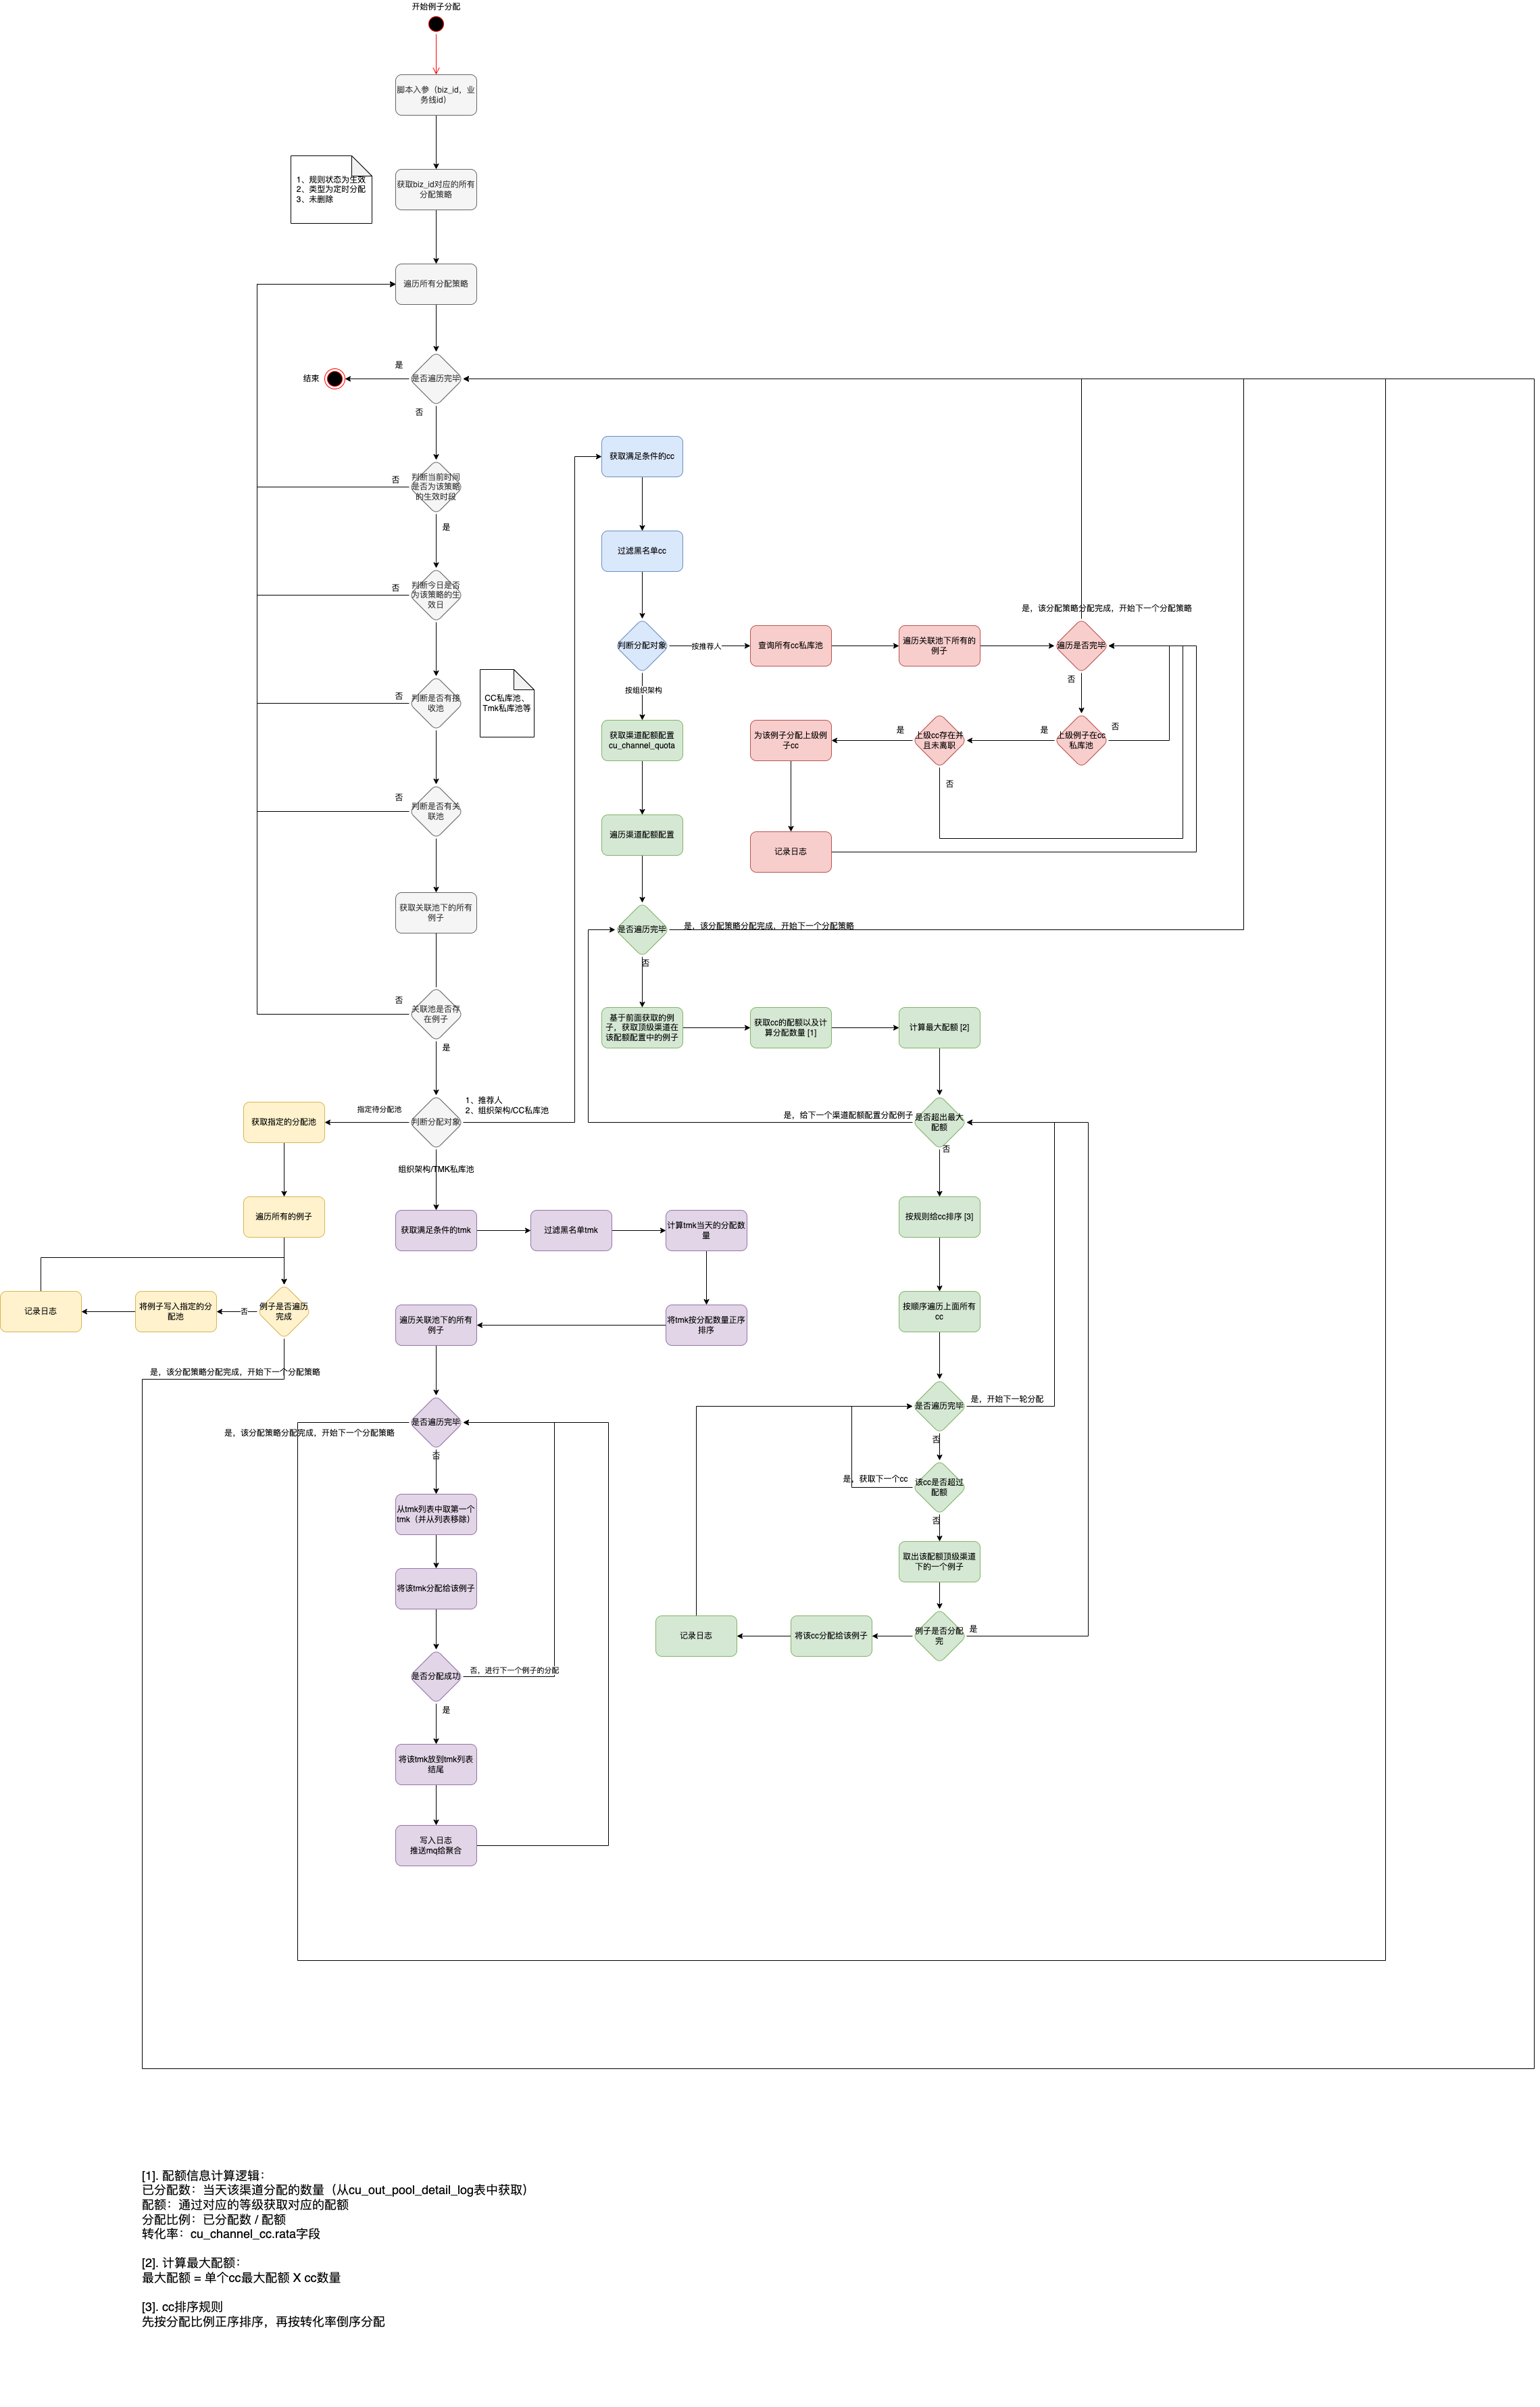 开始例子分配
脚本入参（biz_id，业
务线id）
1、规则状态为生效
2、类型为定时分配
3、未删除
获取biz_id对应的所有
分配策略
遍历所有分配策略
是
结束
是否遍历完毕
否
获取满足条件的cc
否
判断当前时间
是否为该策略
的生效时段
是
过滤黑名单cc
否
判断今日是否
为该策略的生
效日
是，该分配策略分配完成，开始下一个分配策略
判断分配对象
按推荐人
查询所有cc私库池
遍历关联池下所有的
例子
遍历是否完毕
否
按组织架构
否
判断是否有接
收池
CC私库池、
Tmk私库池等
获取渠道配额配置
cu_channel_quota
为该例子分配上级例
子cc
是
上级cc存在并
且未离职
是
上级例子在cc
私库池
否
否
否
判断是否有关
联池
遍历渠道配额配置
记录日志
获取关联池下的所有
例子
是否遍历完毕
是，该分配策略分配完成，开始下一个分配策略
否
否
关联池是否存
在例子
是
基于前面获取的例
子，获取顶级渠道在
该配额配置中的例子
获取cc的配额以及计
算分配数量 [1]
计算最大配额 [2]
获取指定的分配池
指定待分配池
判断分配对象
1、推荐人
2、组织架构/CC私库池
是，给下一个渠道配额配置分配例子
是否超出最大
配额
否
组织架构/TMK私库池
遍历所有的例子
获取满足条件的tmk
过滤黑名单tmk
计算tmk当天的分配数
量
按规则给cc排序 [3]
记录日志
将例子写入指定的分
配池
否
例子是否遍历
完成
遍历关联池下的所有
例子
将tmk按分配数量正序
排序
按顺序遍历上面所有
cc
是，该分配策略分配完成，开始下一个分配策略
是否遍历完毕
是，开始下一轮分配
是，该分配策略分配完成，开始下一个分配策略
是否遍历完毕
否
否
是，获取下一个cc
该cc是否超过
配额
否
从tmk列表中取第一个
tmk（并从列表移除）
取出该配额顶级渠道
下的一个例子
将该tmk分配给该例子
记录日志
将该cc分配给该例子
例子是否分配
完
是
是否分配成功
否，进行下一个例子的分配
是
将该tmk放到tmk列表
结尾
写入日志
推送mq给聚合
[1]. 配额信息计算逻辑：
已分配数：当天该渠道分配的数量（从cu_out_pool_detail_log表中获取）
配额：通过对应的等级获取对应的配额
分配比例：已分配数 / 配额
转化率：cu_channel_cc.rata字段
[2]. 计算最大配额：
最大配额 = 单个cc最大配额 X cc数量
[3]. cc排序规则
先按分配比例正序排序，再按转化率倒序分配